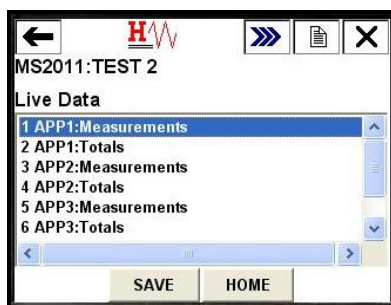 H
MS2011:TEST 2
Live Data
1 APP1:Measurements
2 APP1:Totals
3 APP2:Measurements
4 APP2:Totals
5 APP3:Measurements
6 APP3:Totals
SAVE HOME